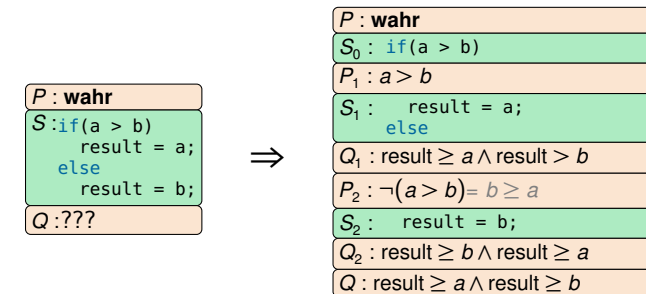 P : wahr
S :if(a > b)
result = a;
else
result = b;
Q :???
⇒
P : wahr
S₀ : if(a > b)
P₁ : a > b
S₁ : result = a;
else
Q₁ : result ≥ a ∧ result > b
P₂ : ¬(a > b)= b ≥ a
S₂ : result = b;
Q₂ : result ≥ b ∧ result ≥ a
Q : result ≥ a ∧ result ≥ b